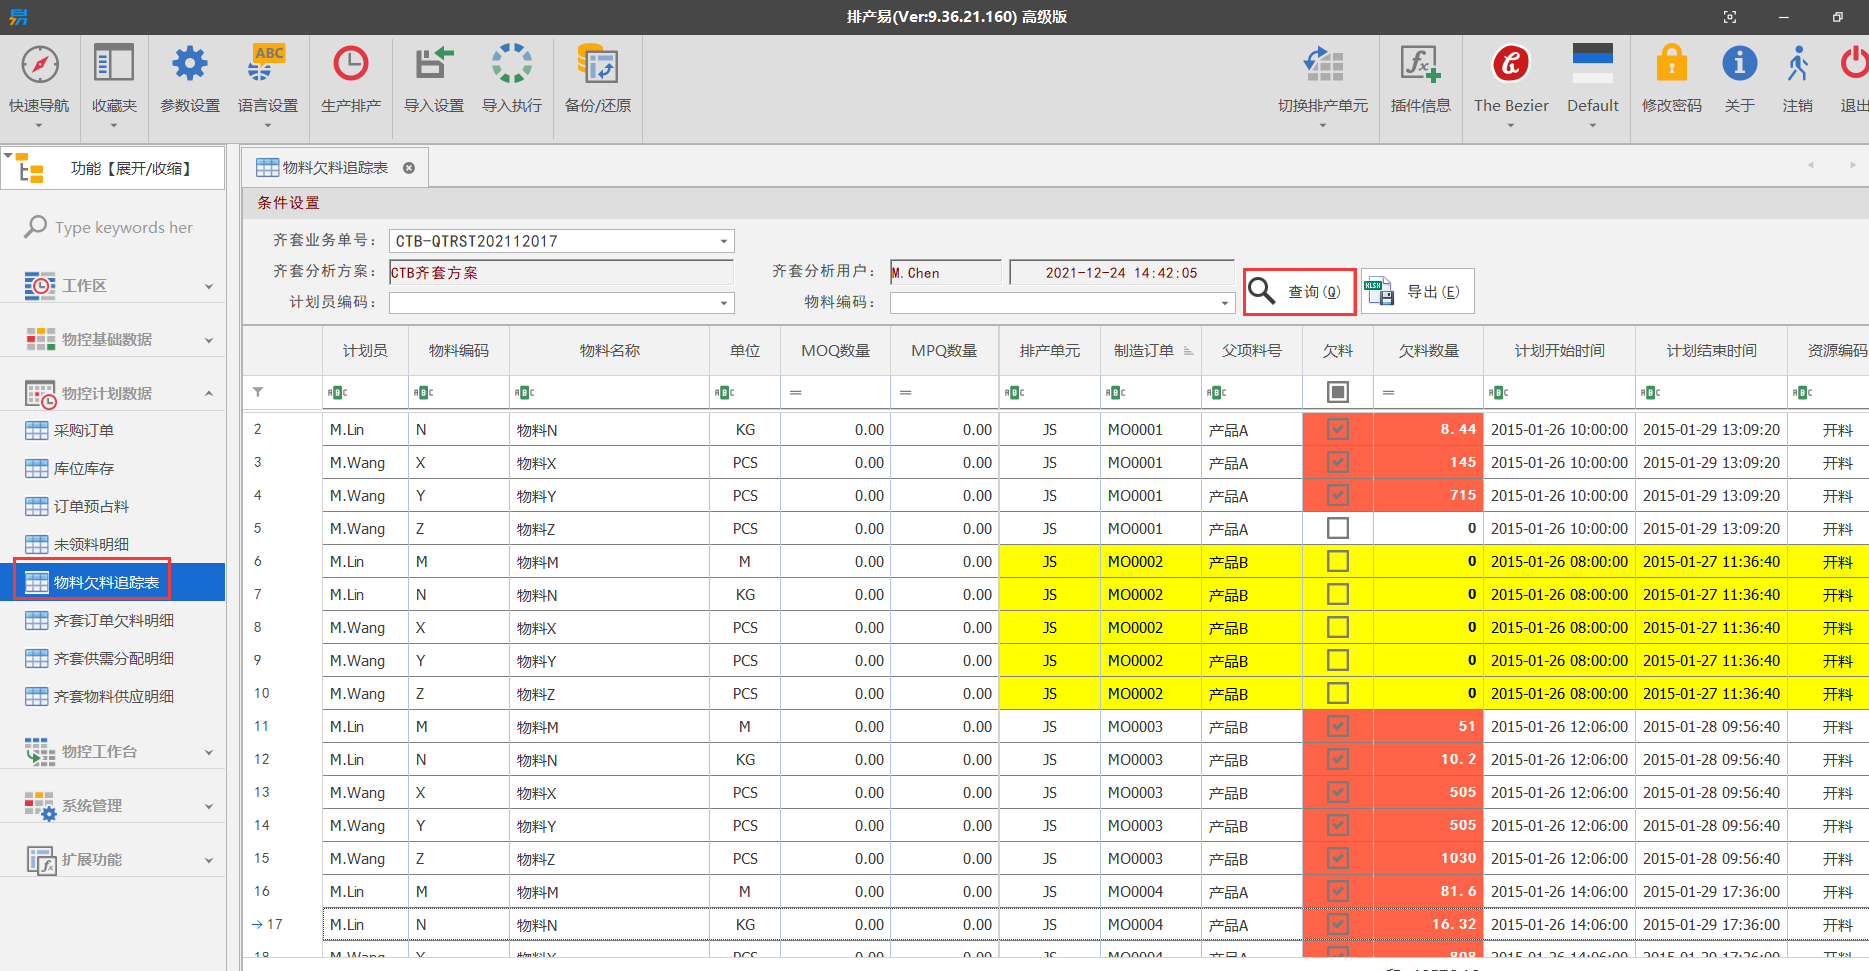 排产易(Ver:9.36.21.160) 高级版
快速导航 收藏夹 参数设置 语言设置 生产排产 导入设置 导入执行 备份/还原 切换排产单元 插件信息 The Bezier Default 修改密码 关于 注销 退出
功能【展开/收缩】
Type keywords her
工作区
物控基础数据
物控计划数据
采购订单
库位库存
订单预占料
未领料明细
物料欠料追踪表
齐套订单欠料明细
齐套供需分配明细
齐套物料供应明细
物控工作台
系统管理
扩展功能
物料欠料追踪表
条件设置
齐套业务单号： CTB-QTRST202112017
齐套分析方案： CTB齐套方案 齐套分析用户： M.Chen 2021-12-24 14:42:05
计划员编码： 物料编码：
查询(Q) 导出(E)
计划员 物料编码 物料名称 单位 MOQ数量 MPQ数量 排产单元 制造订单 父项料号 欠料 欠料数量 计划开始时间 计划结束时间 资源编码
2 M.Lin N 物料N KG 0.00 0.00 JS MO0001 产品A 8.44 2015-01-26 10:00:00 2015-01-29 13:09:20 开料
3 M.Wang X 物料X PCS 0.00 0.00 JS MO0001 产品A 145 2015-01-26 10:00:00 2015-01-29 13:09:20 开料
4 M.Wang Y 物料Y PCS 0.00 0.00 JS MO0001 产品A 715 2015-01-26 10:00:00 2015-01-29 13:09:20 开料
5 M.Wang Z 物料Z PCS 0.00 0.00 JS MO0001 产品A 0 2015-01-26 10:00:00 2015-01-29 13:09:20 开料
6 M.Lin M 物料M M 0.00 0.00 JS MO0002 产品B 0 2015-01-26 08:00:00 2015-01-27 11:36:40 开料
7 M.Lin N 物料N KG 0.00 0.00 JS MO0002 产品B 0 2015-01-26 08:00:00 2015-01-27 11:36:40 开料
8 M.Wang X 物料X PCS 0.00 0.00 JS MO0002 产品B 0 2015-01-26 08:00:00 2015-01-27 11:36:40 开料
9 M.Wang Y 物料Y PCS 0.00 0.00 JS MO0002 产品B 0 2015-01-26 08:00:00 2015-01-27 11:36:40 开料
10 M.Wang Z 物料Z PCS 0.00 0.00 JS MO0002 产品B 0 2015-01-26 08:00:00 2015-01-27 11:36:40 开料
11 M.Lin M 物料M M 0.00 0.00 JS MO0003 产品B 51 2015-01-26 12:06:00 2015-01-28 09:56:40 开料
12 M.Lin N 物料N KG 0.00 0.00 JS MO0003 产品B 10.2 2015-01-26 12:06:00 2015-01-28 09:56:40 开料
13 M.Wang X 物料X PCS 0.00 0.00 JS MO0003 产品B 505 2015-01-26 12:06:00 2015-01-28 09:56:40 开料
14 M.Wang Y 物料Y PCS 0.00 0.00 JS MO0003 产品B 505 2015-01-26 12:06:00 2015-01-28 09:56:40 开料
15 M.Wang Z 物料Z PCS 0.00 0.00 JS MO0003 产品B 1030 2015-01-26 12:06:00 2015-01-28 09:56:40 开料
16 M.Lin M 物料M M 0.00 0.00 JS MO0004 产品A 81.6 2015-01-26 14:06:00 2015-01-29 17:36:00 开料
17 M.Lin N 物料N KG 0.00 0.00 JS MO0004 产品A 16.32 2015-01-26 14:06:00 2015-01-29 17:36:00 开料